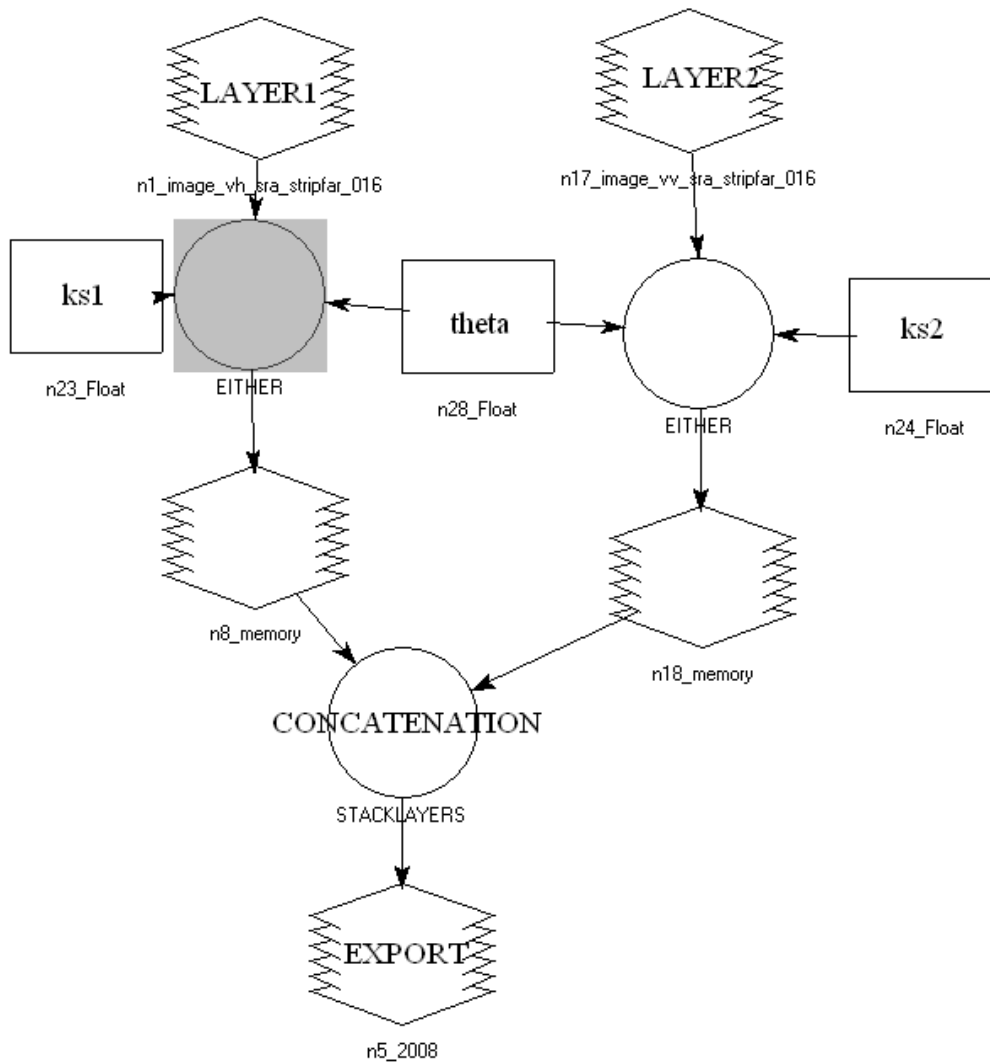 LAYER1
LAYER2
n1_image_vh_sra_stripfar_016
n17_image_vv_sra_stripfar_016
ks1
theta
ks2
n23_Float
EITHER
n28_Float
EITHER
n24_Float
n8_memory
n18_memory
CONCATENATION
STACKLAYERS
EXPORT
n5_2008